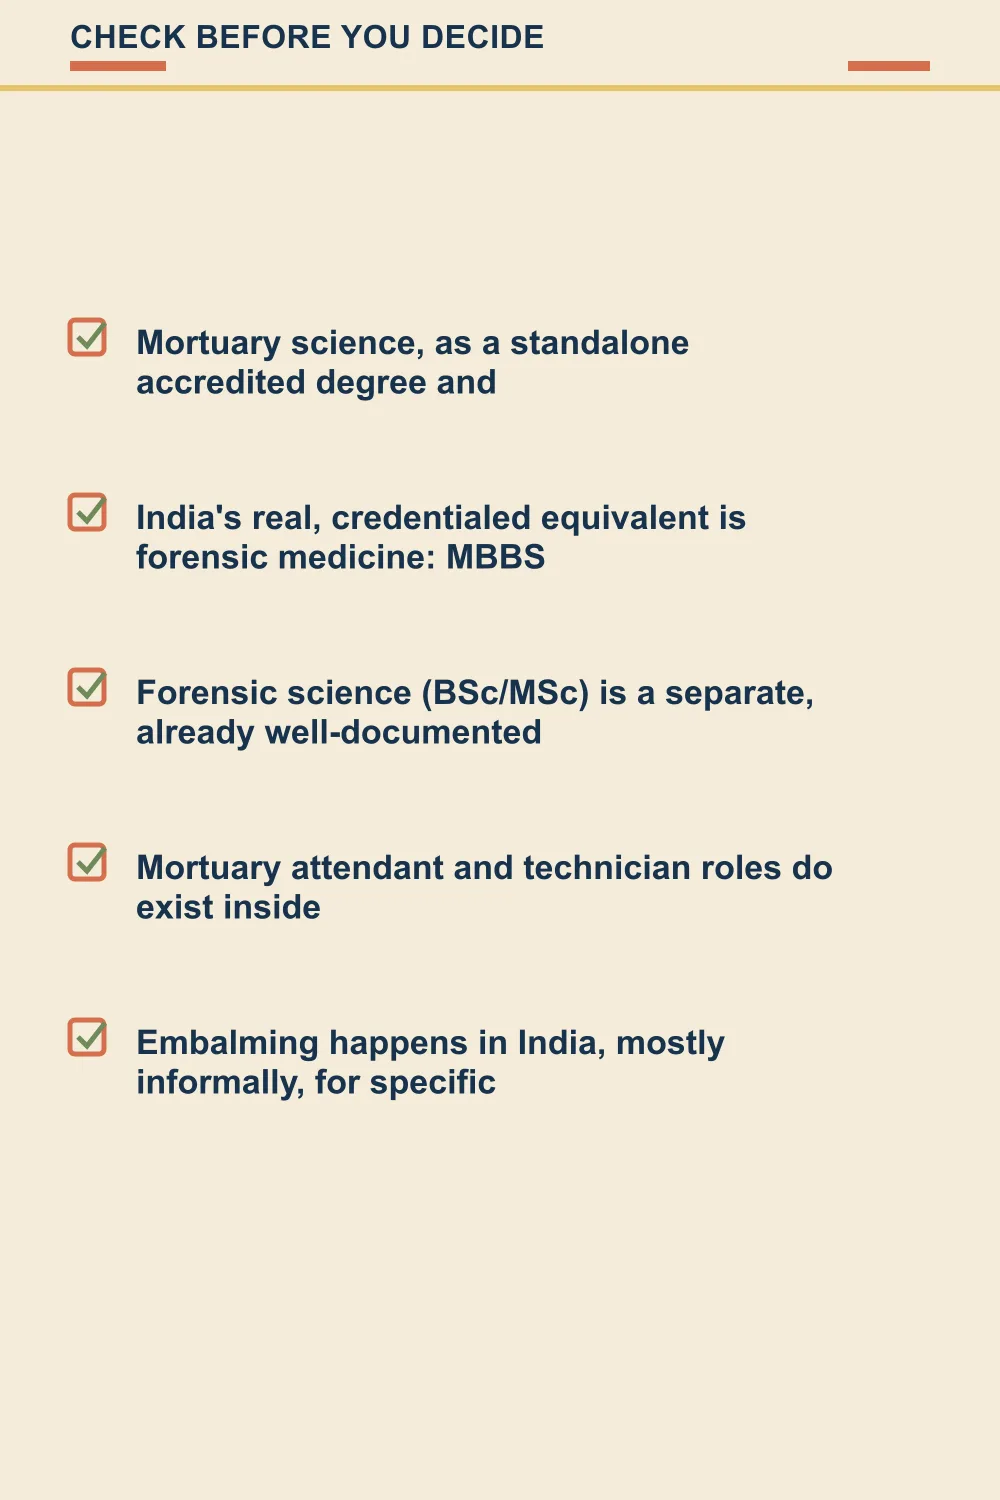 CHECK BEFORE YOU DECIDE
Mortuary science, as a standalone
accredited degree and
India's real, credentialed equivalent is
forensic medicine: MBBS
Forensic science (BSc/MSc) is a separate,
already well-documented
Mortuary attendant and technician roles do
exist inside
Embalming happens in India, mostly
informally, for specific